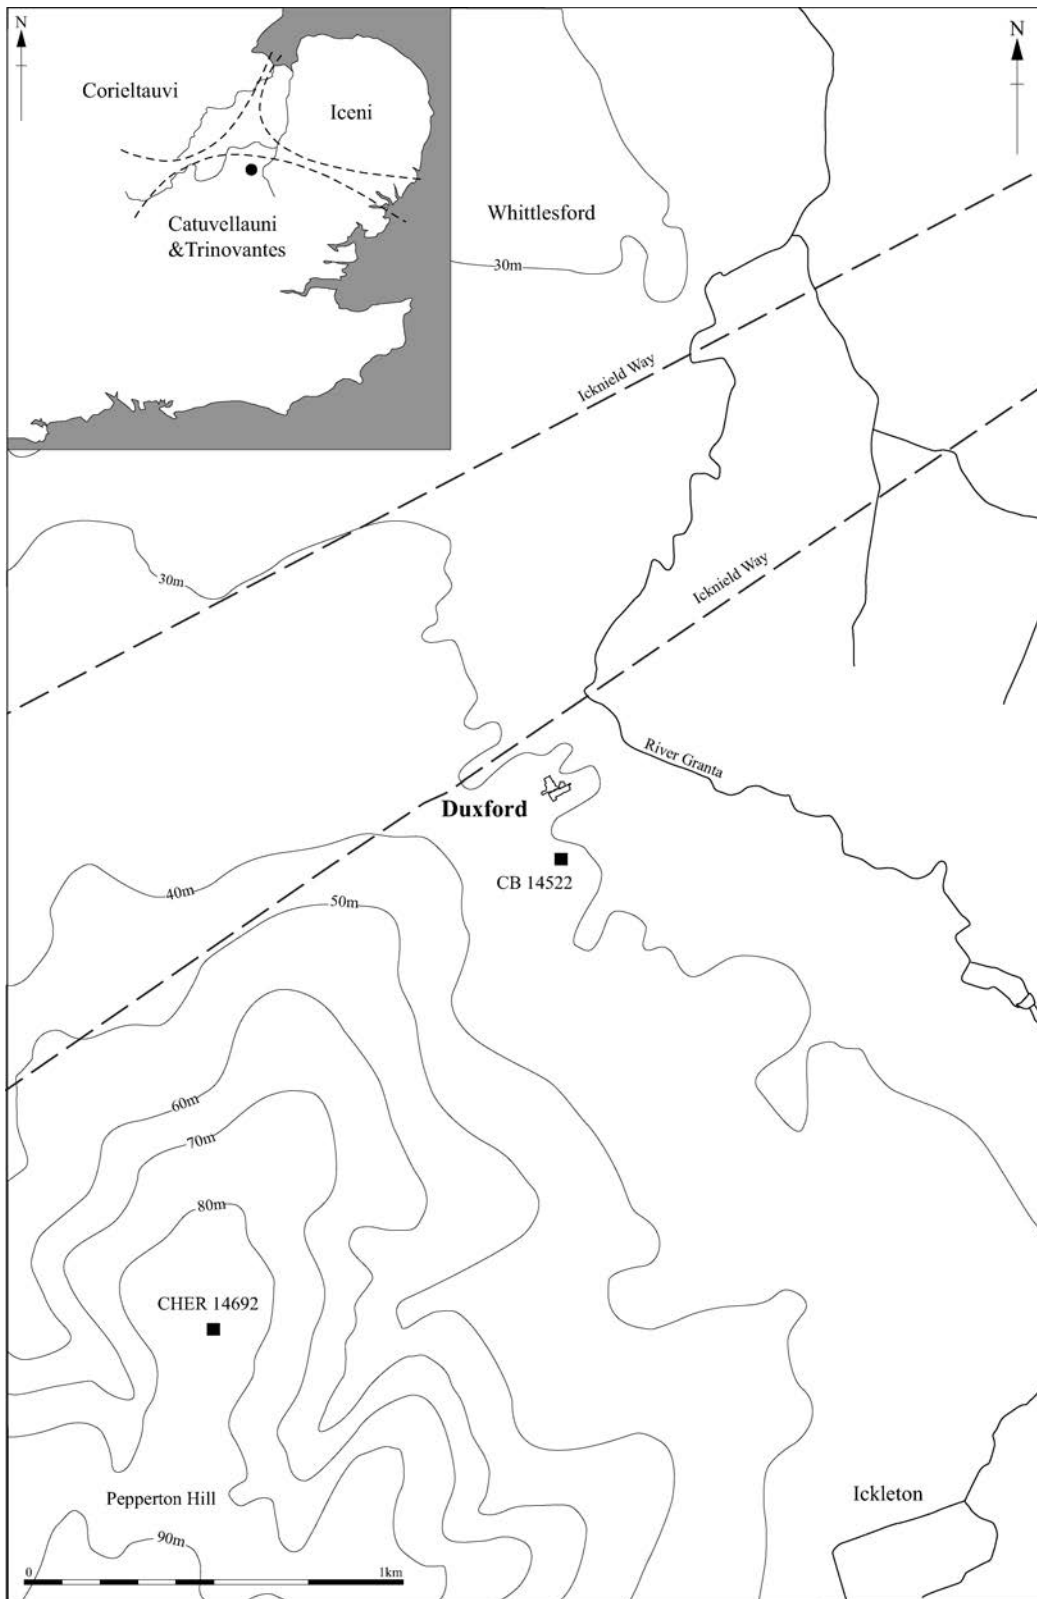 N
Corieltauvi
Iceni
Catuvellauni
&Trinovantes
N
Whittlesford
30m
Icknield Way
30m
Icknield Way
River Granta
Duxford
CB 14522
40m
50m
60m
70m
80m
CHER 14692
Pepperton Hill
Ickleton
90m
0
1km